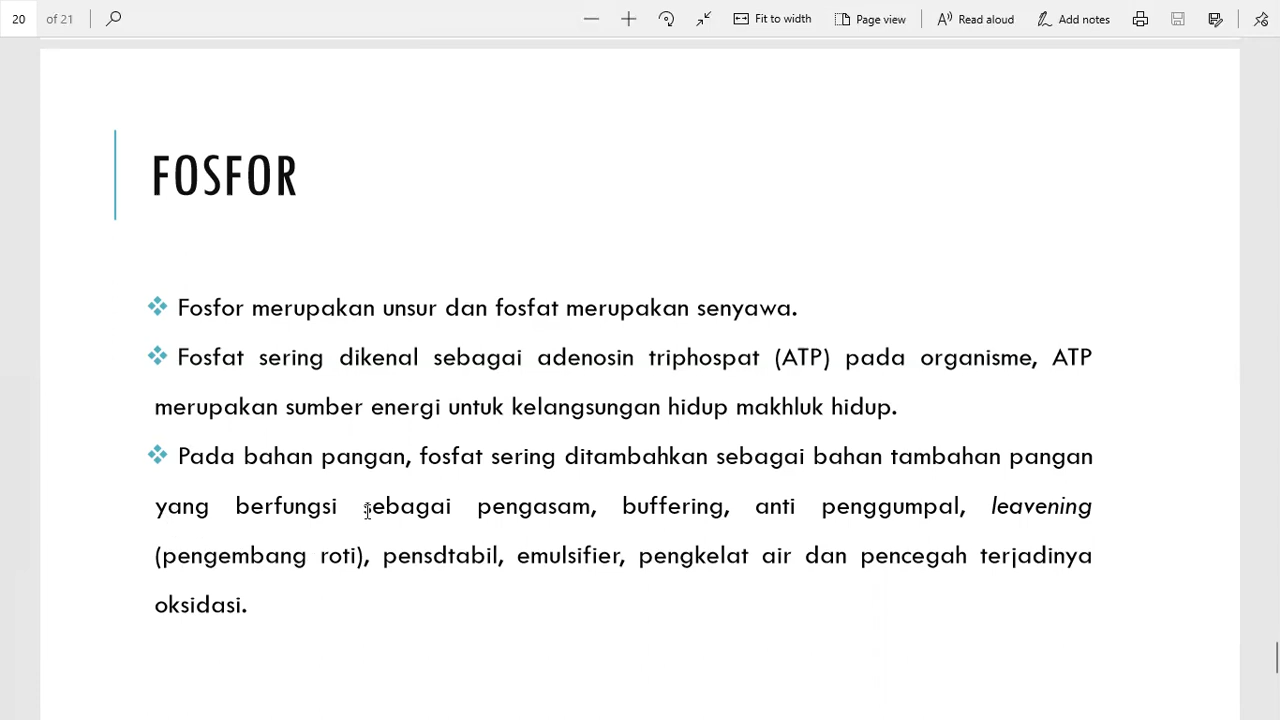 20 of 21 Fit to width Page view Read aloud Add notes
FOSFOR
Fosfor merupakan unsur dan fosfat merupakan senyawa.
Fosfat sering dikenal sebagai adenosin triphospat (ATP) pada organisme, ATP
merupakan sumber energi untuk kelangsungan hidup makhluk hidup.
Pada bahan pangan, fosfat sering ditambahkan sebagai bahan tambahan pangan
yang berfungsi sebagai pengasam, buffering, anti penggumpal, leavening
(pengembang roti), pensdtabil, emulsifier, pengkelat air dan pencegah terjadinya
oksidasi.